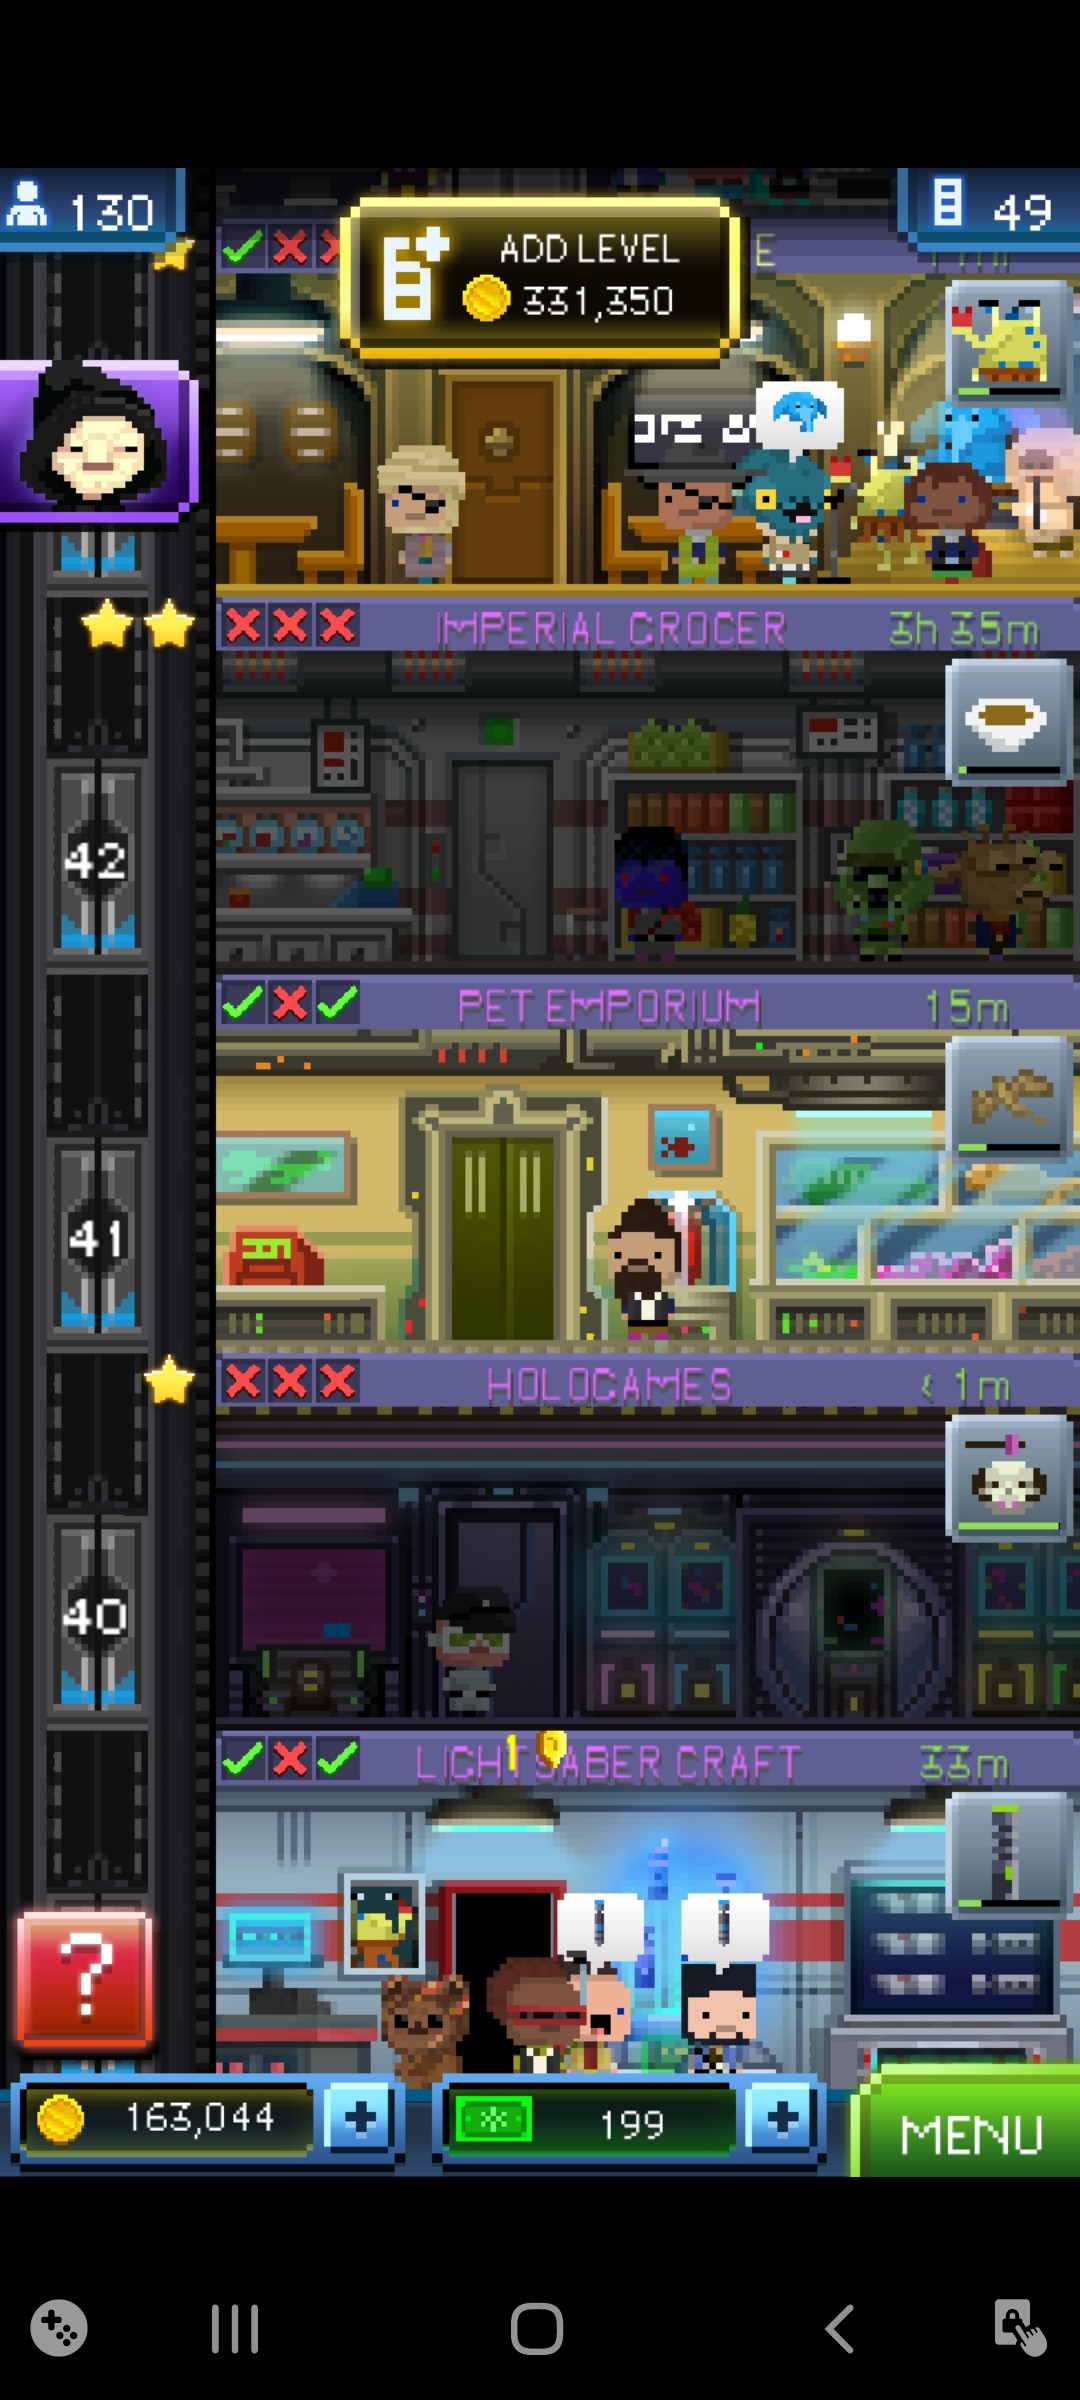 130
49
ADD LEVEL
331,350
E
IMPERIAL GROCER 3h 35m
42
PET EMPORIUM 15m
41
HOLOGAMES < 1m
40
1
LIGHTSABER CRAFT 33m
?
163,044 + 199 +
MENU